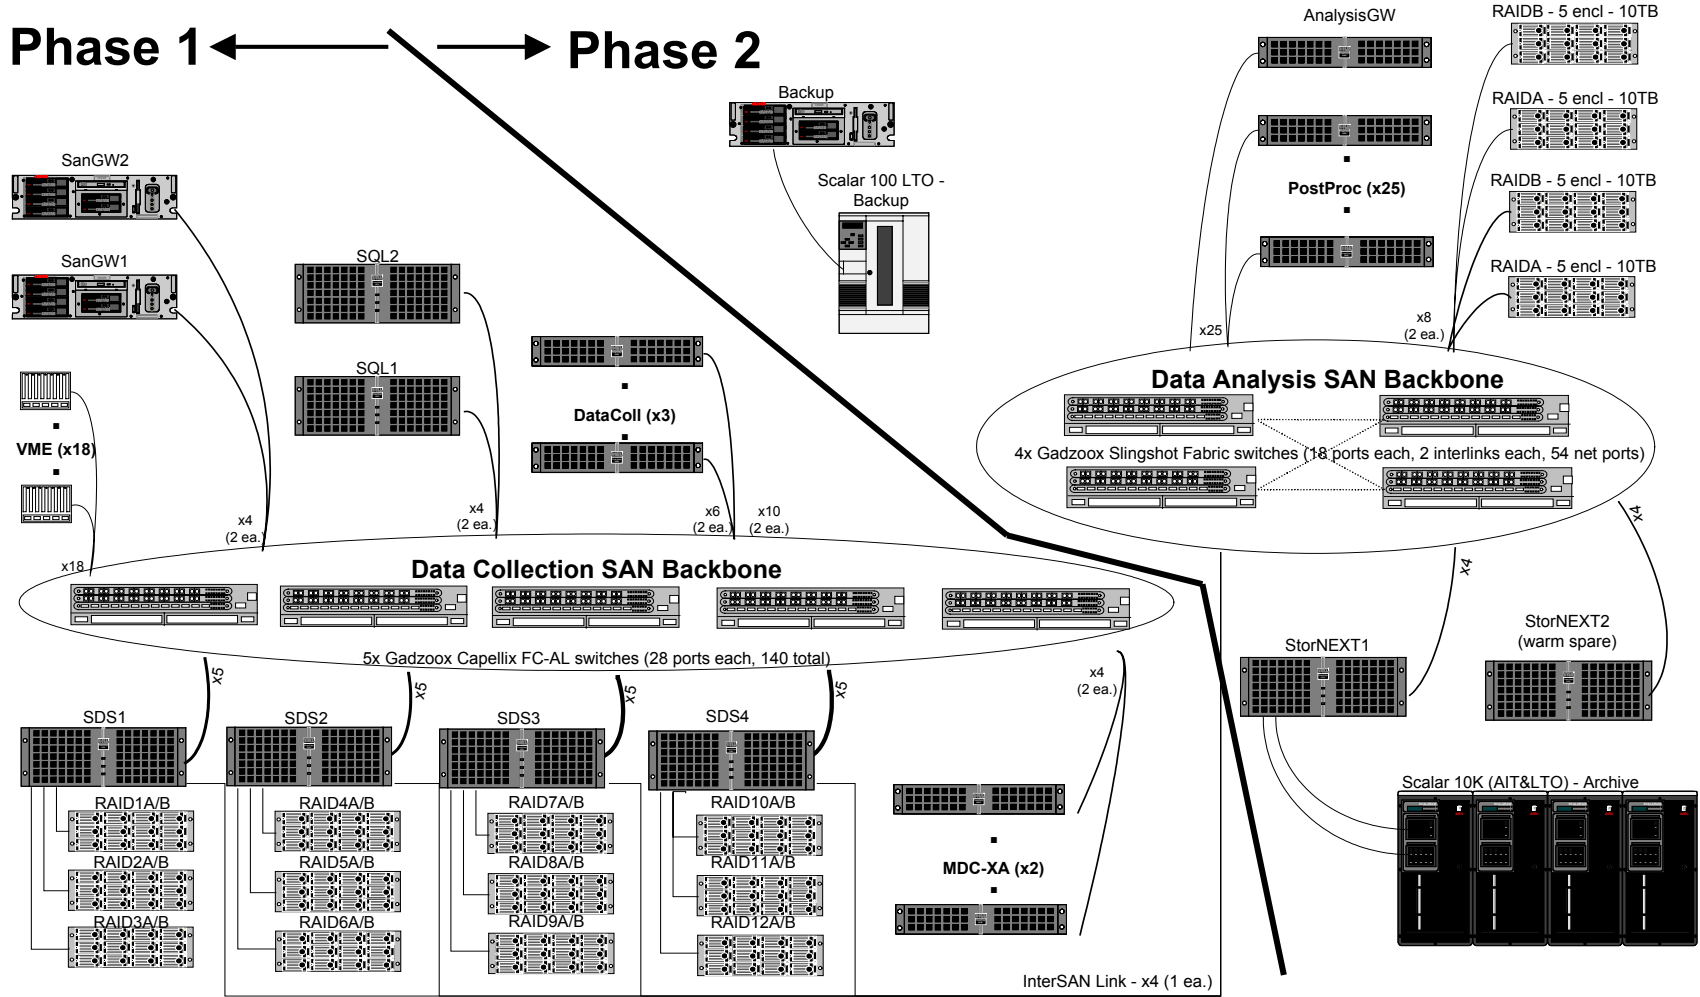 Phase 1
Phase 2
AnalysisGW
RAIDB - 5 encl - 10TB
Backup
RAIDA - 5 encl - 10TB
SanGW2
Scalar 100 LTO -
Backup
PostProc (x25)
RAIDB - 5 encl - 10TB
SanGW1
SQL2
RAIDA - 5 encl - 10TB
x25
x8
(2 ea.)
SQL1
Data Analysis SAN Backbone
DataColl (x3)
VME (x18)
4x Gadzoox Slingshot Fabric switches (18 ports each, 2 interlinks each, 54 net ports)
x4
(2 ea.)
x4
(2 ea.)
x6
(2 ea.)
x10
(2 ea.)
x4
x18
Data Collection SAN Backbone
x4
StorNEXT2
(warm spare)
StorNEXT1
5x Gadzoox Capellix FC-AL switches (28 ports each, 140 total)
x5
x5
x5
x5
x4
(2 ea.)
SDS1
SDS2
SDS3
SDS4
Scalar 10K (AIT&LTO) - Archive
RAID1A/B
RAID4A/B
RAID7A/B
RAID10A/B
RAID2A/B
RAID5A/B
RAID8A/B
RAID11A/B
MDC-XA (x2)
RAID3A/B
RAID6A/B
RAID9A/B
RAID12A/B
InterSAN Link - x4 (1 ea.)